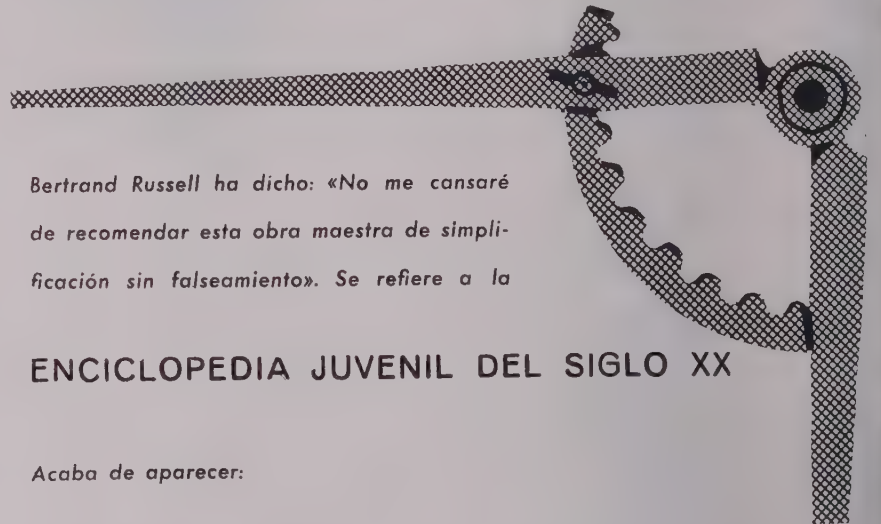 Bertrand Russell ha dicho: «No me cansaré
de recomendar esta obra maestra de simpli-
ficación sin falseamiento». Se refiere a la
ENCICLOPEDIA JUVENIL DEL SIGLO XX
Acaba de aparecer: